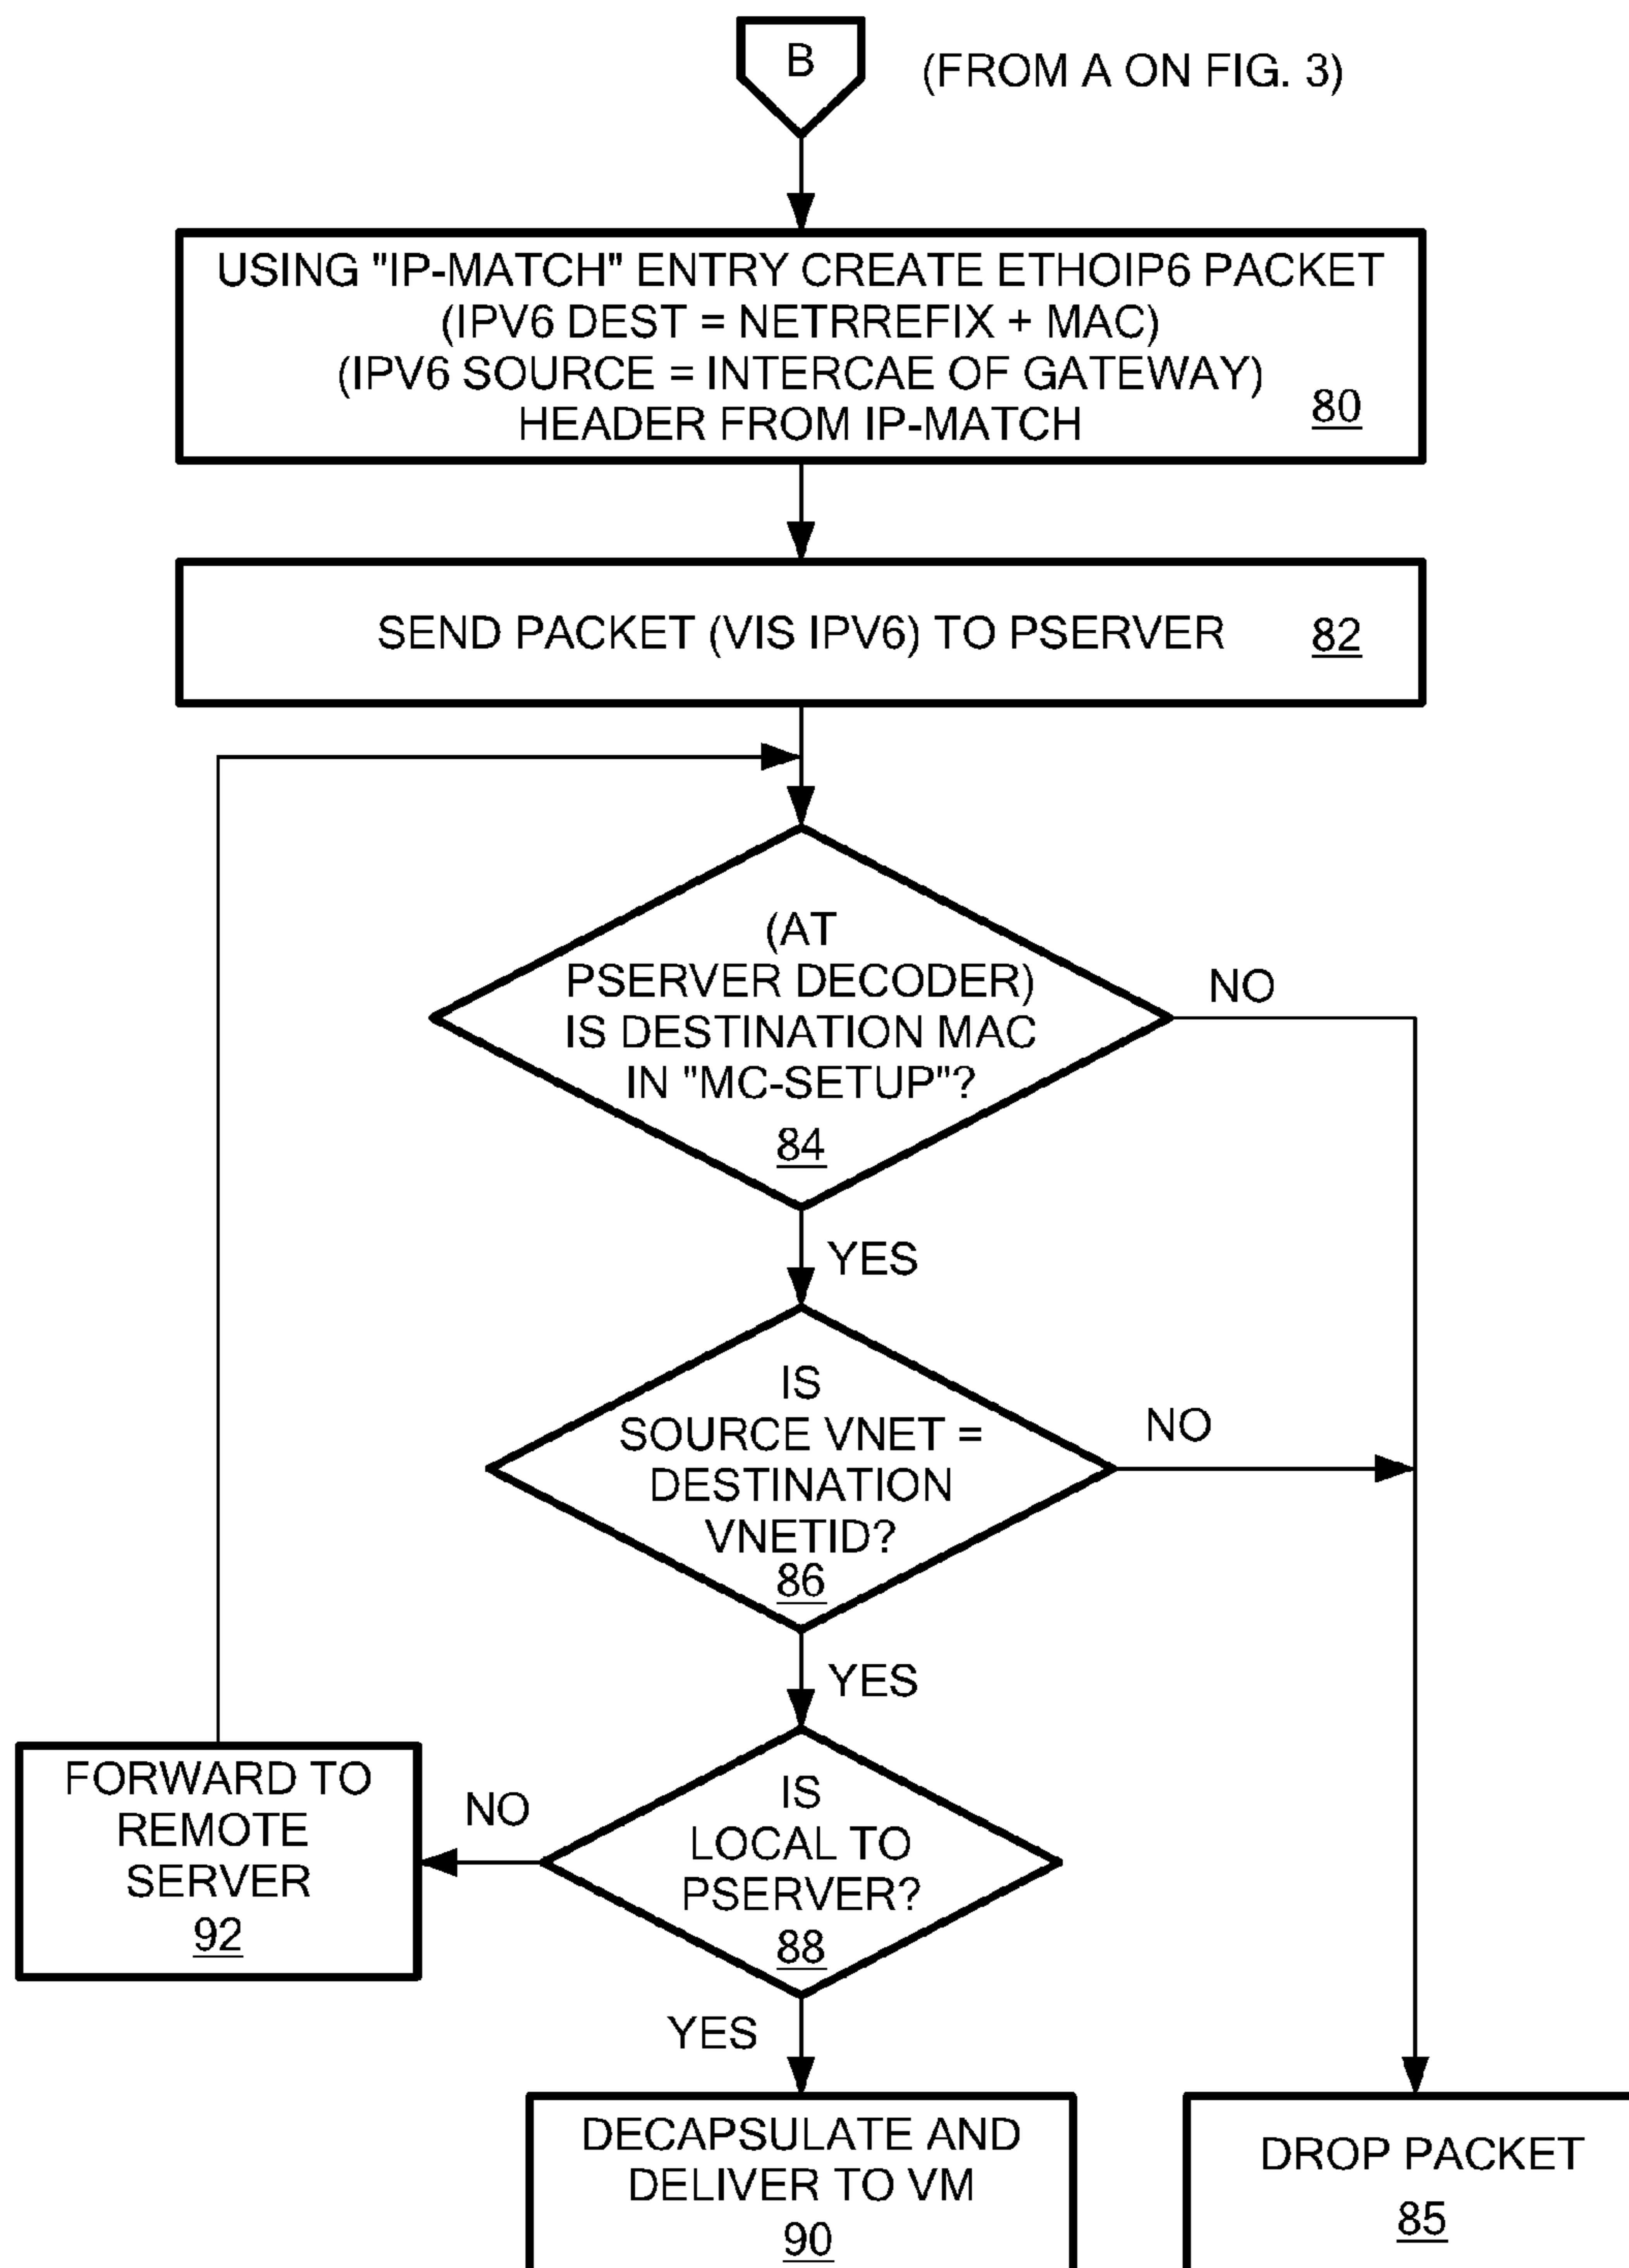 B
(FROM A ON FIG. 3)
USING "IP-MATCH" ENTRY CREATE ETHOIP6 PACKET
(IPV6 DEST = NETRREFIX + MAC)
(IPV6 SOURCE = INTERCAE OF GATEWAY)
HEADER FROM IP-MATCH
80
SEND PACKET (VIS IPV6) TO PSERVER
82
(AT
PSERVER DECODER)
IS DESTINATION MAC
IN "MC-SETUP"?
84
NO
YES
IS
SOURCE VNET =
DESTINATION
VNETID?
86
NO
YES
IS
LOCAL TO
PSERVER?
88
NO
FORWARD TO
REMOTE
SERVER
92
YES
DECAPSULATE AND
DELIVER TO VM
90
DROP PACKET
85